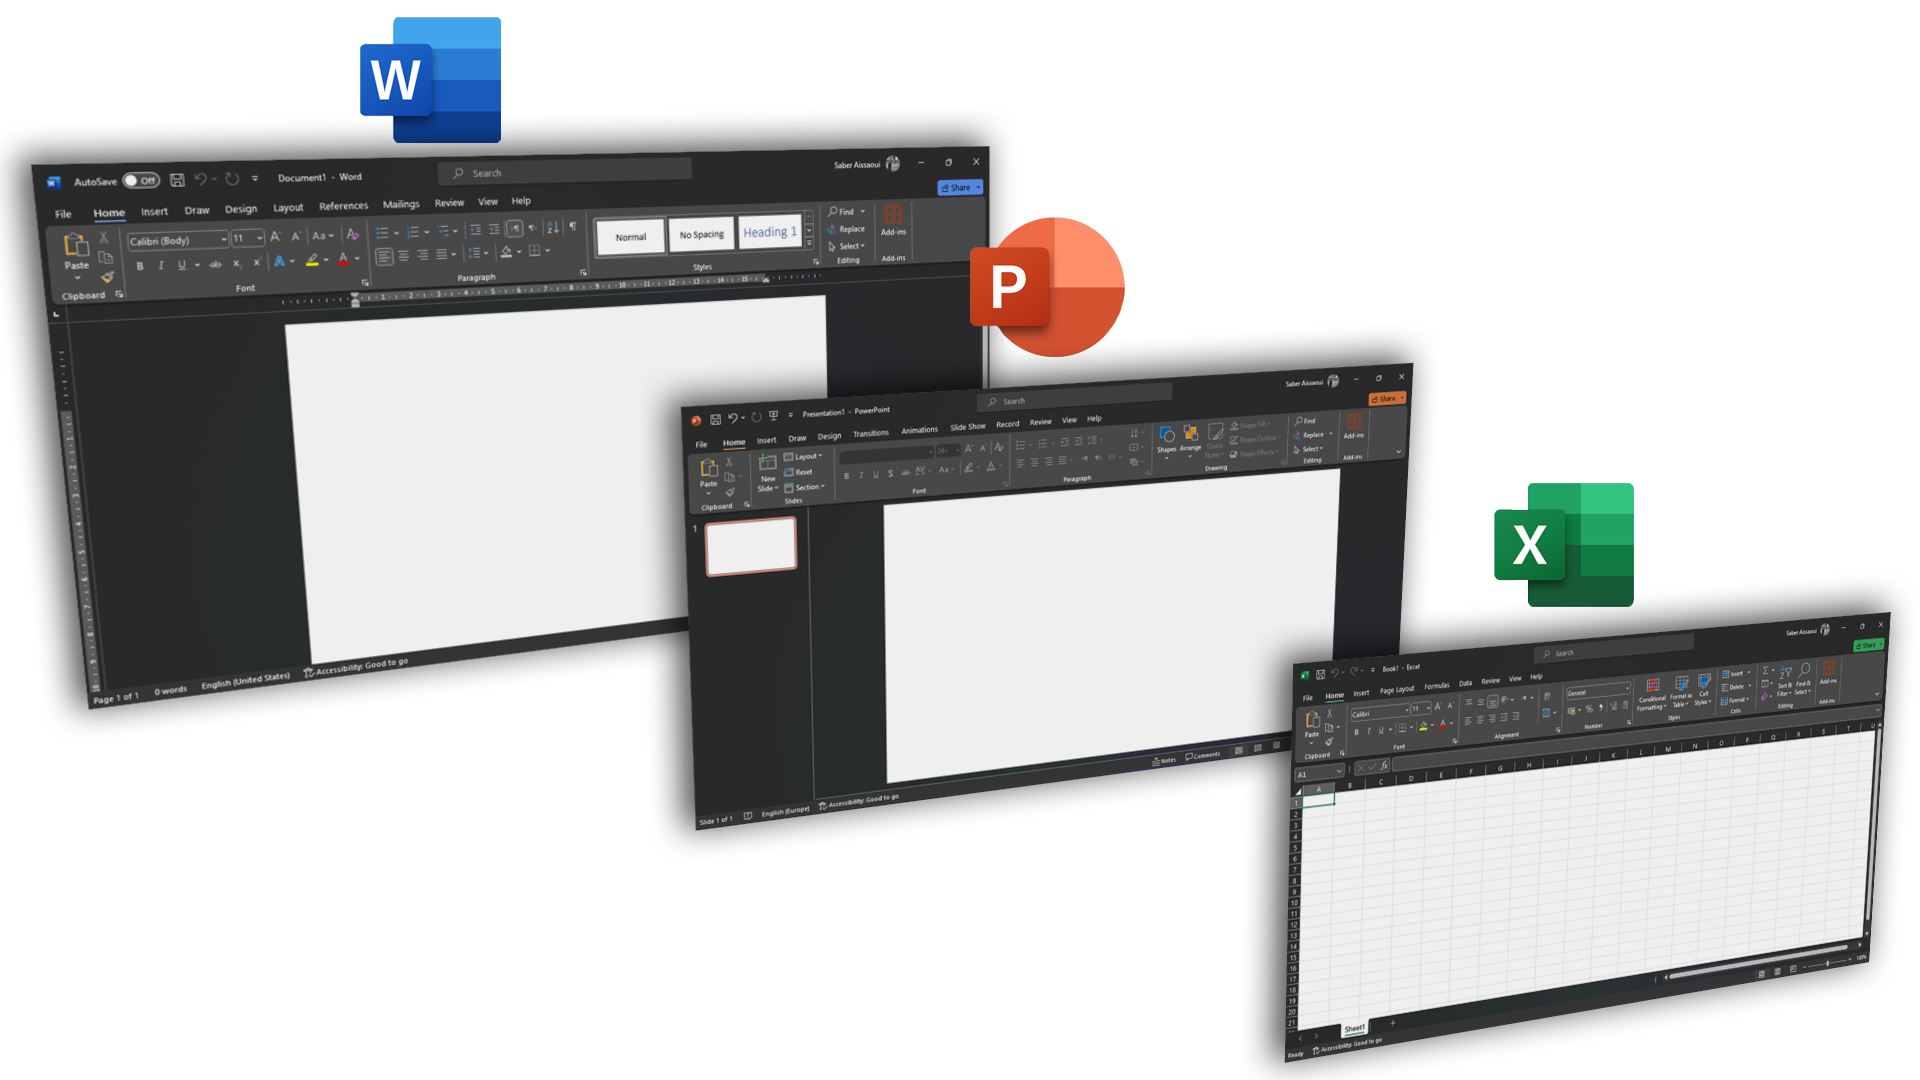 W
AutoSave Off Document1 - Word Search Saber Aissaoui
File Home Insert Draw Design Layout References Mailings Review View Help Share
Calibri (Body) 11 Aa Normal No Spacing Heading 1 Find
Replace Add-ins
Paste B I U ab Select
Clipboard Font Paragraph Styles Editing Add-ins
Page 1 of 1 0 words English (United States) Accessibility: Good to go
P
Presentation1 - PowerPoint Search Saber Aissaoui
File Home Insert Draw Design Transitions Animations Slide Show Record Review View Help Share
Layout 24+ Shape Fill Find
Reset Shape Outline Replace Add-ins
Paste New Slide Section B I U S ab AV Aa Shapes Arrange Quick Styles Shape Effects Select
Clipboard Slides Font Paragraph Drawing Editing Add-ins
1
Notes Comments
Slide 1 of 1 English (Europe) Accessibility: Good to go
X
Book1 - Excel Search Saber Aissaoui
File Home Insert Page Layout Formulas Data Review View Help Share
Calibri 11 General Insert
Paste B I U % Conditional Formatting Format as Table Cell Styles Delete Sort & Filter Find & Select Add-ins
Format
Clipboard Font Alignment Number Styles Cells Editing Add-ins
A1 fx
A B C D E F G H I J K L M N O P Q R S T U
1
2
3
4
5
6
7
8
9
10
11
12
13
14
15
16
17
18
19
20
21
Sheet1
Ready Accessibility: Good to go 100%